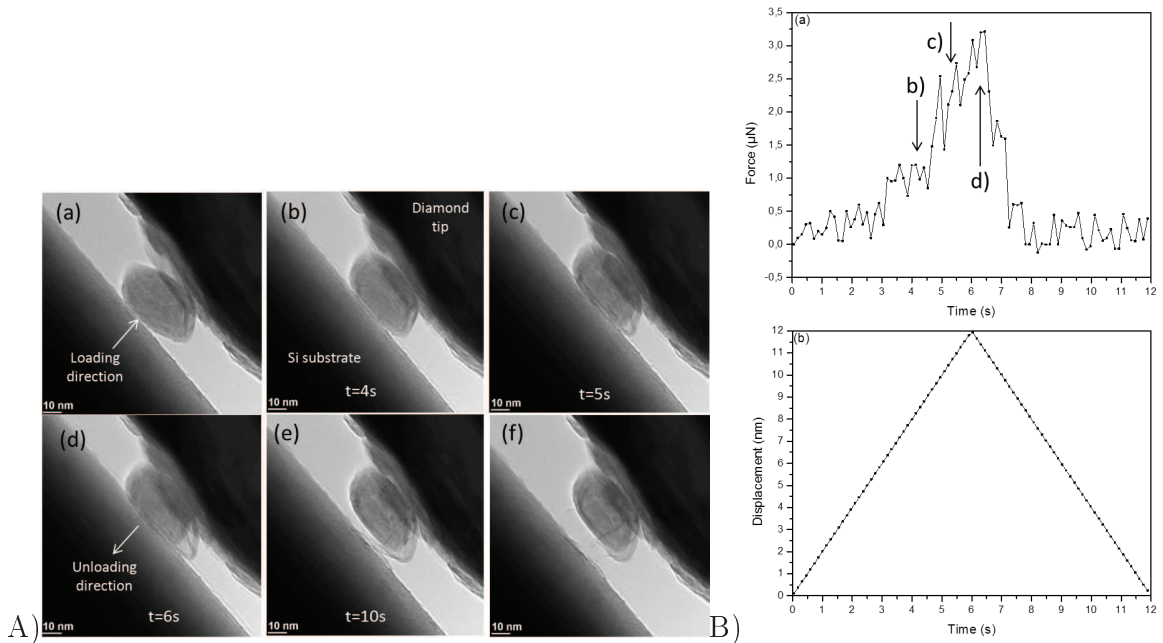 (a)
Loading
direction
10 nm
(b)
Diamond
tip
Si substrate
t=4s
10 nm
(c)
t=5s
10 nm
(d)
Unloading
direction
t=6s
10 nm
(e)
t=10s
10 nm
(f)
10 nm
A)
B)
(a)
3,5
3,0
2,5
2,0
1,5
1,0
0,5
0,0
-0,5
Force (µN)
b)
c)
d)
0 1 2 3 4 5 6 7 8 9 10 11 12
Time (s)
(b)
12
11
10
9
8
7
6
5
4
3
2
1
0
Displacement (nm)
0 1 2 3 4 5 6 7 8 9 10 11 12
Time (s)